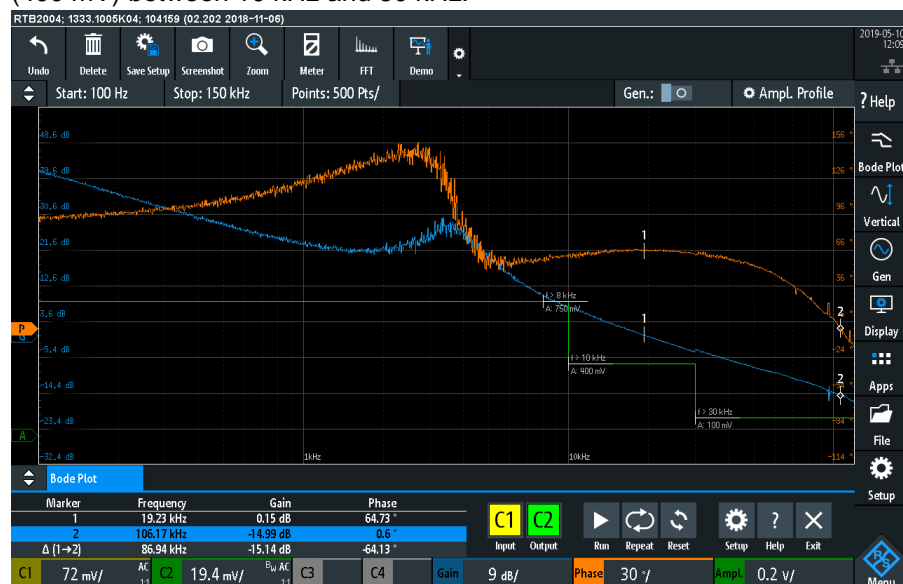 (400 mV) between 10 kHz and 30 kHz.
RTB2004; 1333.1005K04; 104159 (02.202 2018-11-06)
2019-05-10
12:09
Undo Delete Save Setup Screenshot Zoom Meter FFT Demo
Start: 100 Hz Stop: 150 kHz Points: 500 Pts/ Gen.: Ampl. Profile
? Help
48.6 dB 156 °
39.6 dB 126 °
Bode Plot
30.6 dB 96 °
Vertical
21.6 dB 66 °
1
12.6 dB 36 °
Gen
f > 8 kHz
A: 750 mV
3.6 dB
1 2
P
G
Display
-5.4 dB -24 °
f > 10 kHz
A: 400 mV
2
-14.4 dB
Apps
f > 30 kHz
A: 100 mV
-23.4 dB -84 °
A
File
-32.4 dB 1kHz 10kHz -114 °
Bode Plot
Setup
Marker Frequency Gain Phase
1 19.23 kHz 0.15 dB 64.73 °
2 106.17 kHz -14.99 dB 0.6 °
Δ (1→2) 86.94 kHz -15.14 dB -64.13 °
C1 C2 ?
Input Output Run Repeat Reset Setup Help Exit
C1 72 mV/ AC 1:1 C2 19.4 mV/ Bw AC 1:1 C3 C4 Gain 9 dB/ Phase 30 °/ Ampl. 0.2 V/
R&S
Menu